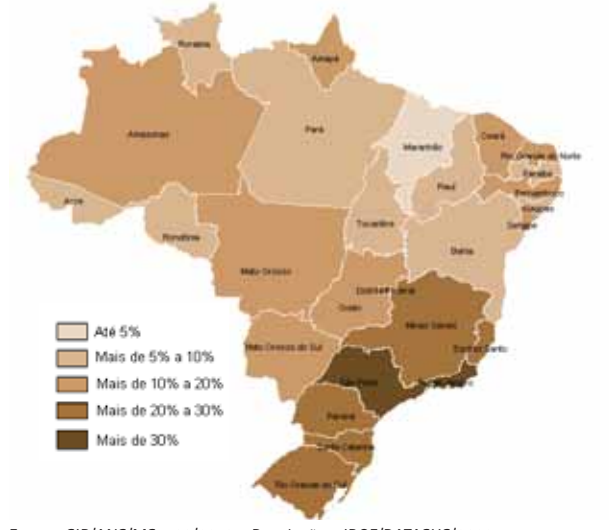 Roraima
Amapá
Amazonas
Pará
Maranhão
Ceará
Rio Grande do Norte
Paraíba
Piauí
Pernambuco
Alagoas
Acre
Tocantins
Sergipe
Rondônia
Bahia
Mato Grosso
Distrito Federal
Goiás
Minas Gerais
Mato Grosso do Sul
Espírito Santo
São Paulo
Paraná
Santa Catarina
Rio Grande do Sul
Até 5%
Mais de 5% a 10%
Mais de 10% a 20%
Mais de 20% a 30%
Mais de 30%